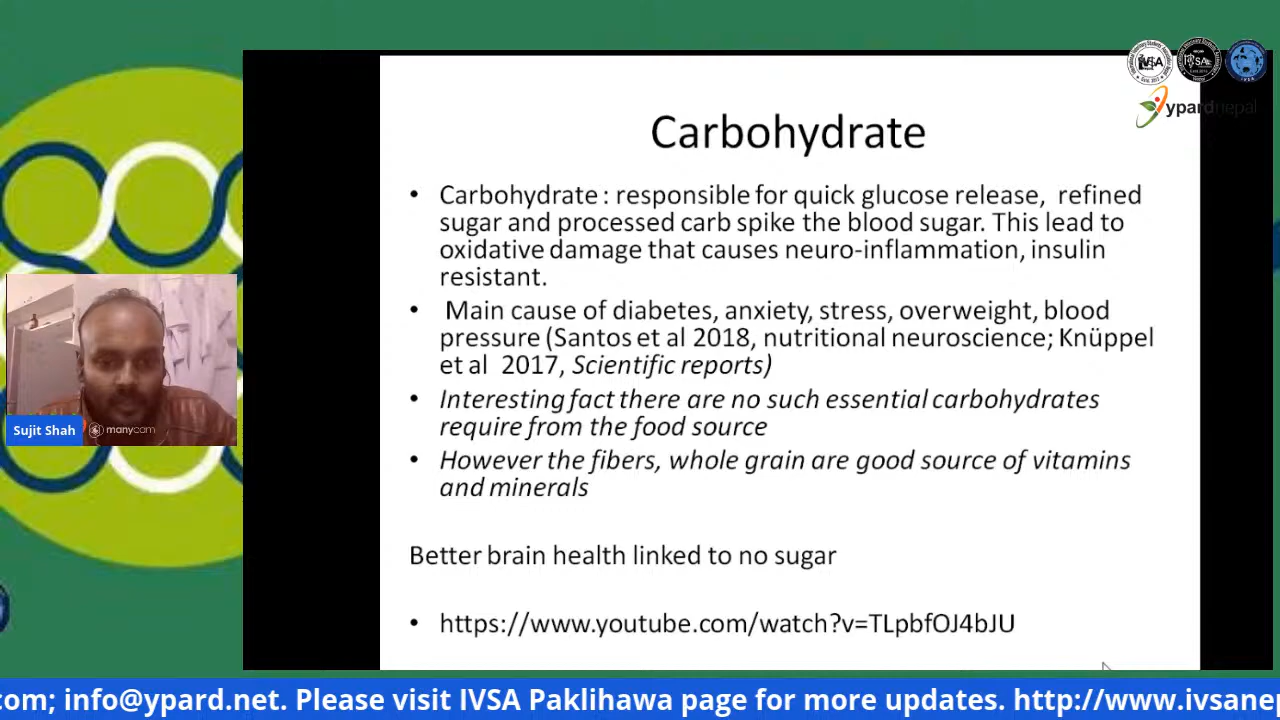 Carbohydrate
• Carbohydrate : responsible for quick glucose release, refined
sugar and processed carb spike the blood sugar. This lead to
oxidative damage that causes neuro-inflammation, insulin
resistant.
• Main cause of diabetes, anxiety, stress, overweight, blood
pressure (Santos et al 2018, nutritional neuroscience; Knüppel
et al 2017, Scientific reports)
• Interesting fact there are no such essential carbohydrates
require from the food source
• However the fibers, whole grain are good source of vitamins
and minerals
Better brain health linked to no sugar
• https://www.youtube.com/watch?v=TLpbfOJ4bJU
IVSA
ypardnepal
Sujit Shah
manycam
com; info@ypard.net. Please visit IVSA Paklihawa page for more updates. http://www.ivsanep